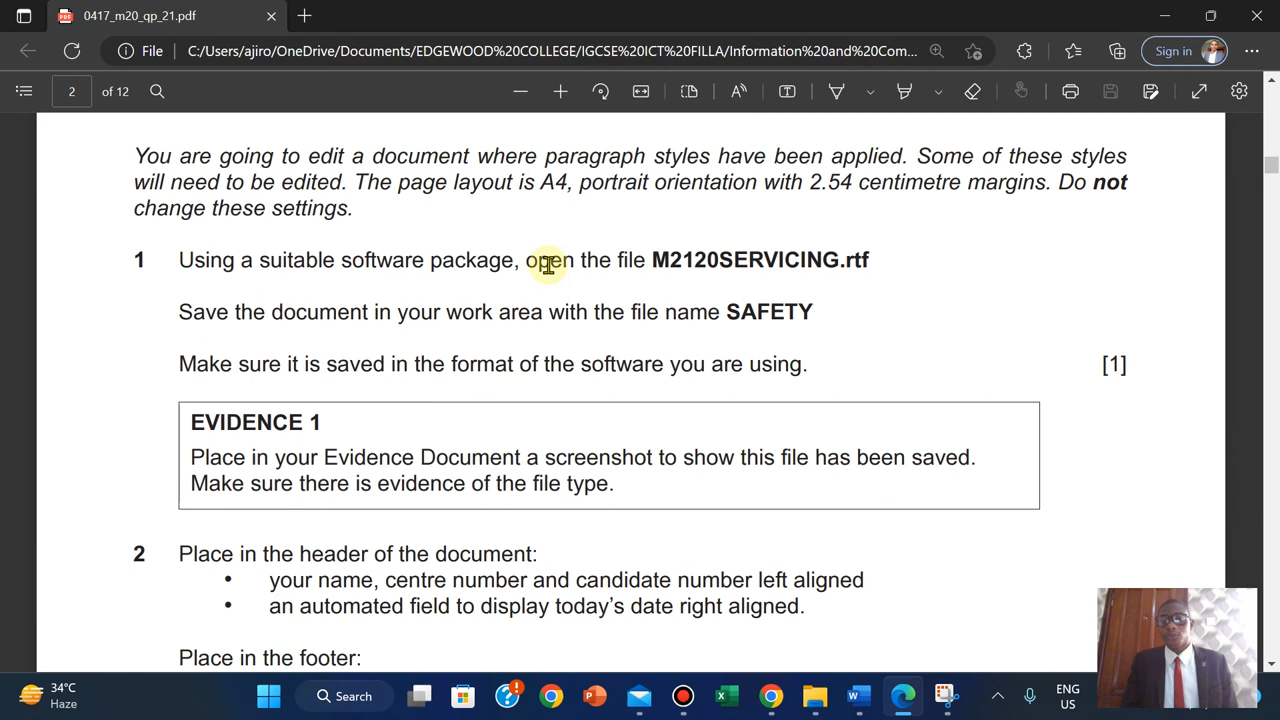 0417_m20_qp_21.pdf
File C:/Users/ajiro/OneDrive/Documents/EDGEWOOD%20COLLEGE/IGCSE%20ICT%20FILLA/Information%20and%20Com... Sign in
2 of 12
You are going to edit a document where paragraph styles have been applied. Some of these styles
will need to be edited. The page layout is A4, portrait orientation with 2.54 centimetre margins. Do not
change these settings.
1 Using a suitable software package, open the file M2120SERVICING.rtf
Save the document in your work area with the file name SAFETY
Make sure it is saved in the format of the software you are using. [1]
EVIDENCE 1
Place in your Evidence Document a screenshot to show this file has been saved.
Make sure there is evidence of the file type.
2 Place in the header of the document:
• your name, centre number and candidate number left aligned
• an automated field to display today's date right aligned.
Place in the footer:
34°C
Haze
Search
ENG
US